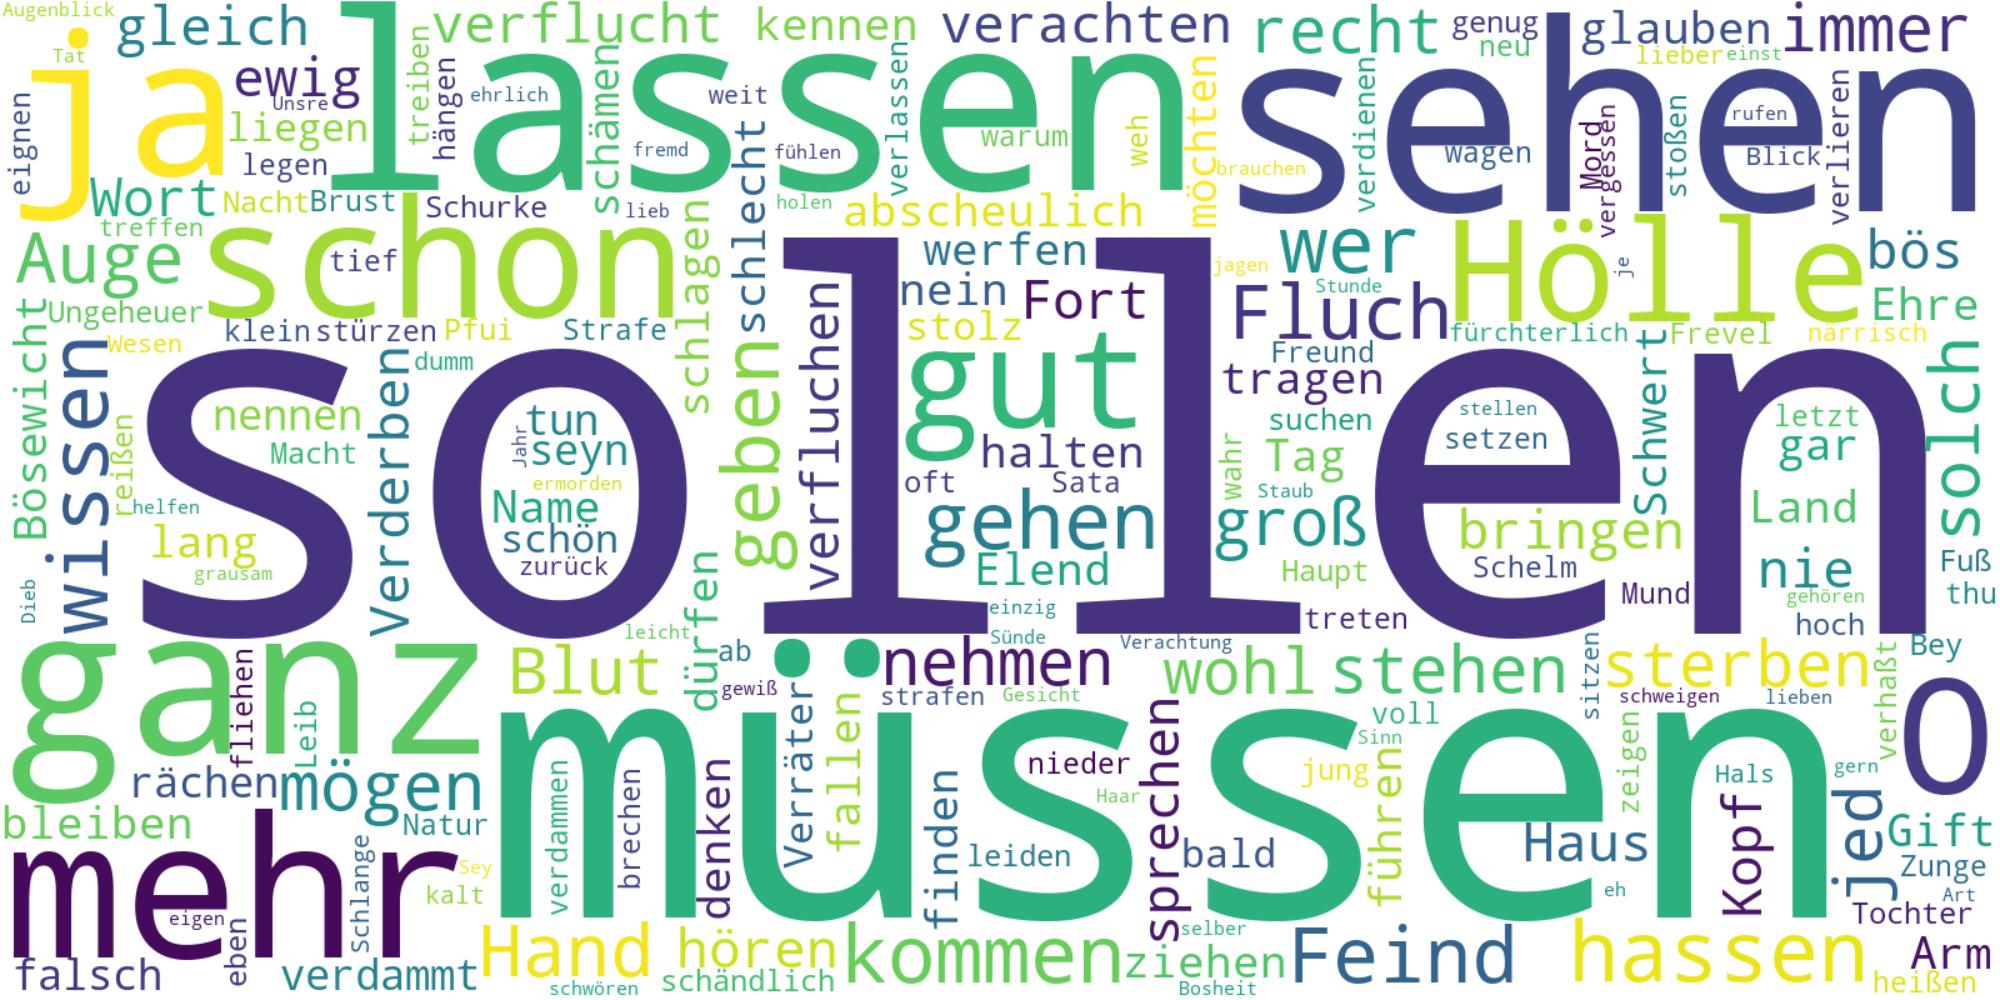 Augenblick
Tat
ja
gleich
lassen
verflucht
kennen
verachten
recht
genug
neu
sehen
glauben
immer
lieber
einst
ewig
Unsre
treiben
hängen
ehrlich
schämen
weit
verlassen
warum
weh
möchten
verdienen
wagen
Mord
vergessen
stoßen
rufen
Blick
verlieren
eignen
liegen
legen
fremd
fühlen
brauchen
Wort
Nacht
Brust
Schurke
lieb
schlecht
holen
abscheulich
treffen
Auge
schon
tief
schlagen
werfen
jagen
wer
Hölle
je
bös
Ungeheuer
nein
Fort
Stunde
Fluch
Ehre
Bösewicht
Wesen
klein
stürzen
Pfui
Strafe
stolz
fürchterlich
Frevel
närrisch
wissen
sollen
dumm
geben
verfluchen
gut
Freund
tragen
Schwert
solch
nennen
Verderben
tun
stellen
letzt
reißen
Macht
Jahr
seyn
halten
suchen
setzen
gar
ermorden
oft
Sata
wahr
Tag
helfen
Name
Staub
Land
lang
schön
gehen
groß
bringen
grausam
zurück
Elend
Haupt
Schelm
nie
Fuß
Dieb
dürfen
einzig
treten
Mund
gehören
thu
leicht
Sünde
Verachtung
hoch
ganz
fliehen
Blut
ab
müssen
nehmen
wohl
stehen
sitzen
sterben
Bey
gewiß
strafen
Gesicht
schweigen
lieben
verhaßt
O
Leib
Verräter
fallen
sprechen
voll
Sinn
zeigen
rächen
mögen
nieder
jung
Hals
gern
verdammen
brechen
denken
finden
Haar
führen
Kopf
jed
bleiben
Natur
Gift
mehr
Schlange
Sey
kalt
leiden
bald
Haus
Zunge
eh
Art
eigen
eben
Tochter
falsch
verdammt
Hand
schwören
hören
schändlich
kommen
selber
ziehen
Bosheit
Feind
hassen
Arm
heißen